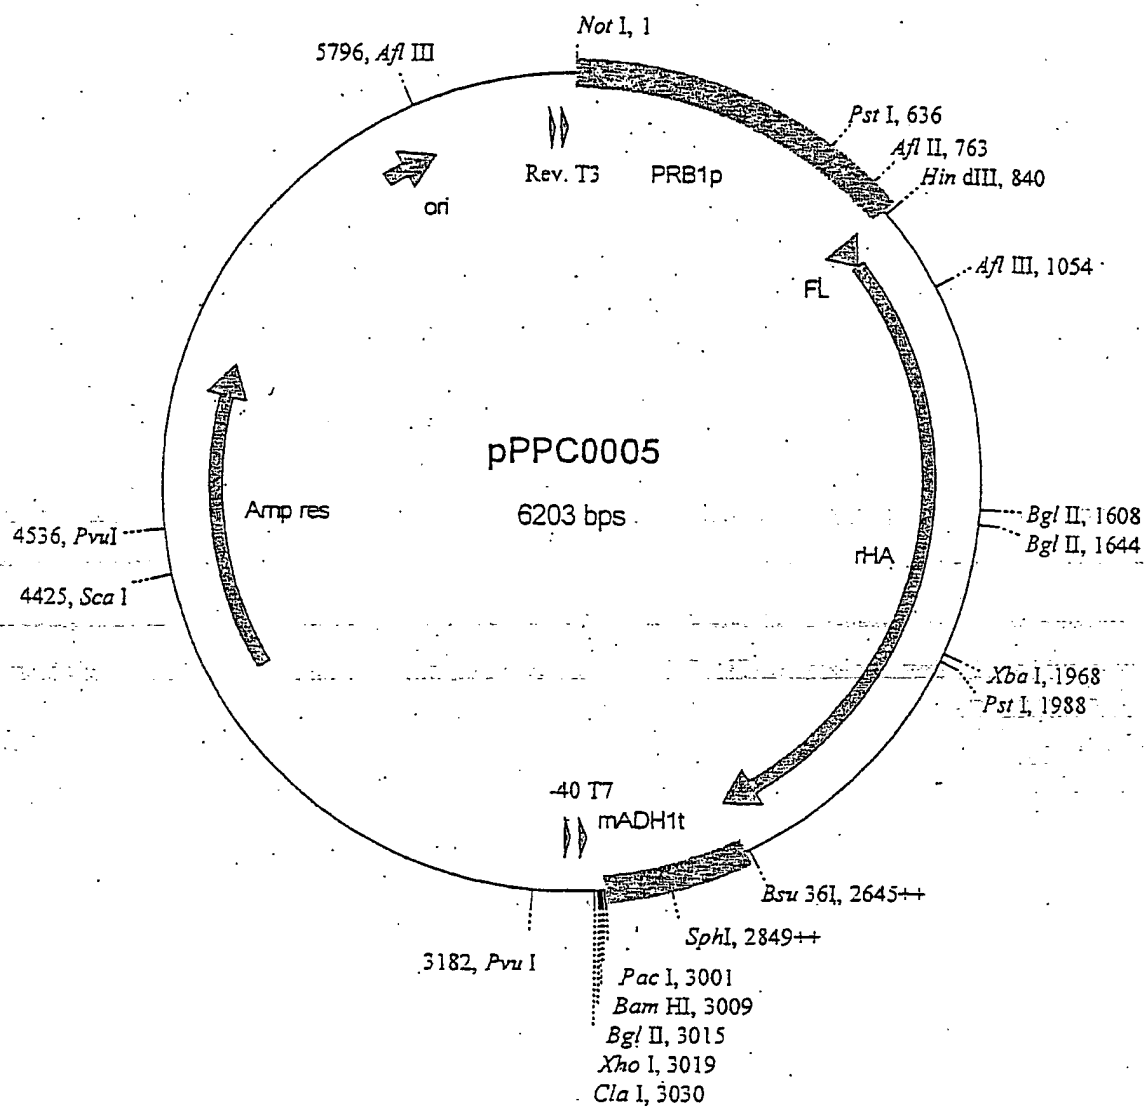 Not I, 1
5796, Afl III
Pst I, 636
Afl II, 763
Hin dIII, 840
Rev. T3
PRB1p
ori
Afl III, 1054
FL
pPPC0005
6203 bps
Amp res
Bgl II, 1608
Bgl II, 1644
4536, PvuI
4425, Sca I
rHA
Xba I, 1968
Pst I, 1988
-40 T7
mADH1t
Bsu 36I, 2645++
SphI, 2849++
3182, Pvu I
Pac I, 3001
Bam HI, 3009
Bgl II, 3015
Xho I, 3019
Cla I, 3030